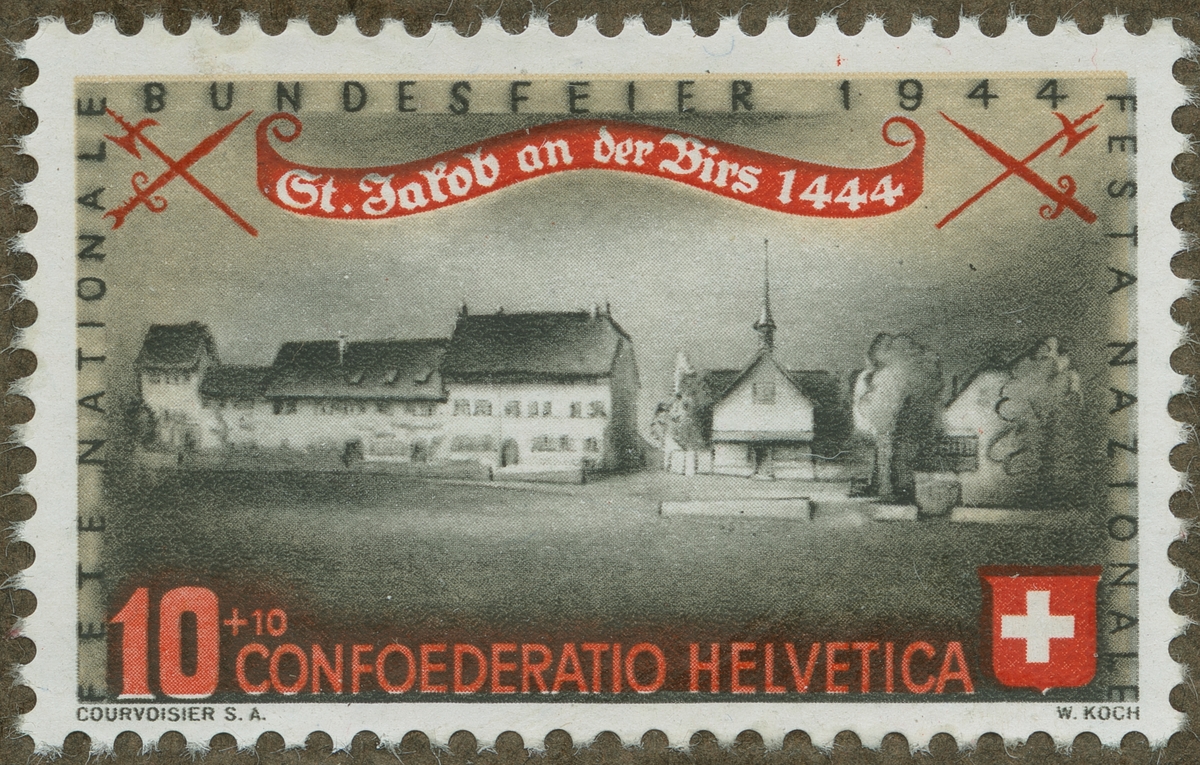 BUNDESFEIER 1944
FETE NATIONALE
FESTA NAZIONALE
St. Jakob an der Birs 1444
10 +10
CONFOEDERATIO HELVETICA
COURVOISIER S. A.
W. KOCH